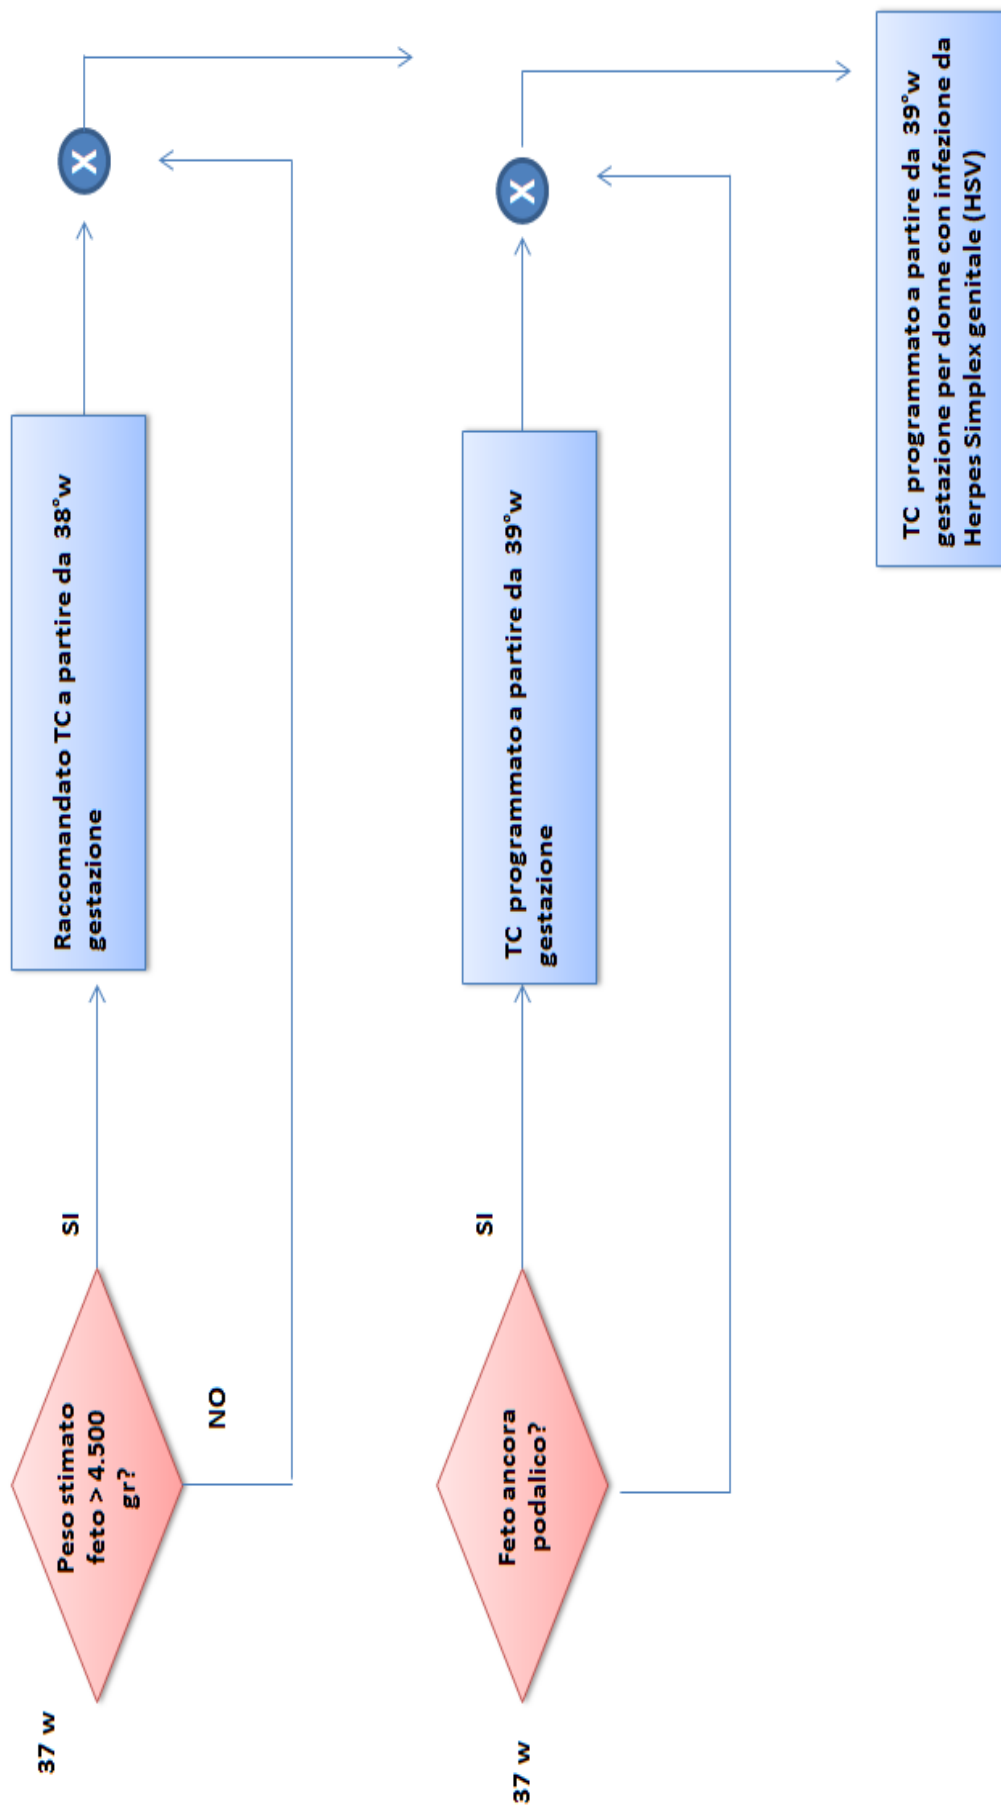 37 w
Peso stimato
feto > 4.500
gr?
SI
NO
Raccomandato TC a partire da 38°w
gestazione
X
37 w
Feto ancora
podalico?
SI
TC programmato a partire da 39°w
gestazione
X
TC programmato a partire da 39°w
gestazione per donne con infezione da
Herpes Simplex genitale (HSV)